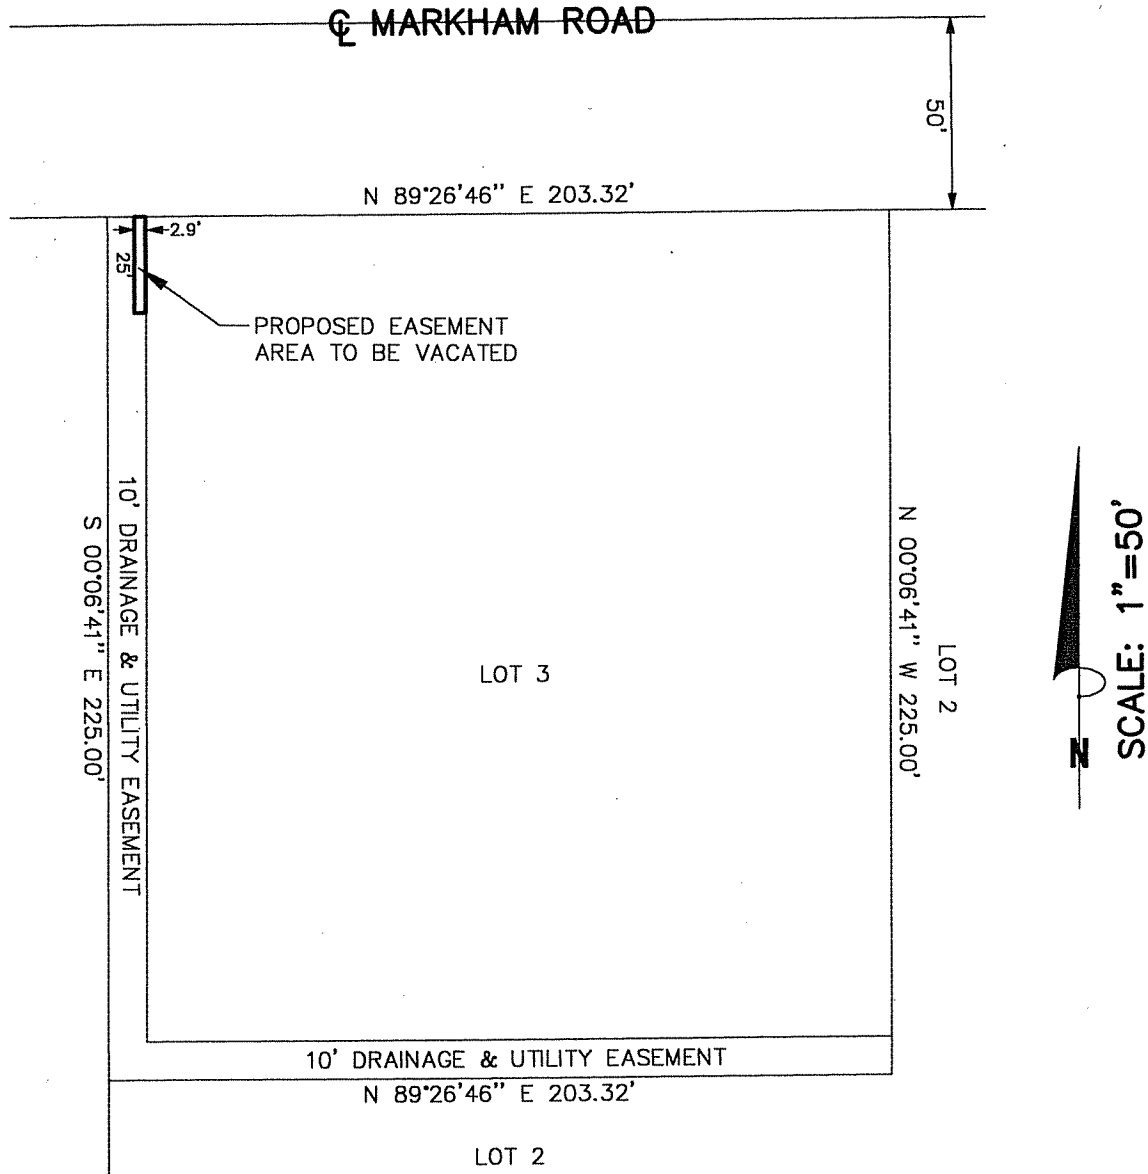 ℄ MARKHAM ROAD
50'
N 89°26'46" E 203.32'
2.9'
25'
PROPOSED EASEMENT
AREA TO BE VACATED
10' DRAINAGE & UTILITY EASEMENT
S 00°06'41" E 225.00'
LOT 3
N 00°06'41" W 225.00'
LOT 2
N
SCALE: 1"=50'
10' DRAINAGE & UTILITY EASEMENT
N 89°26'46" E 203.32'
LOT 2